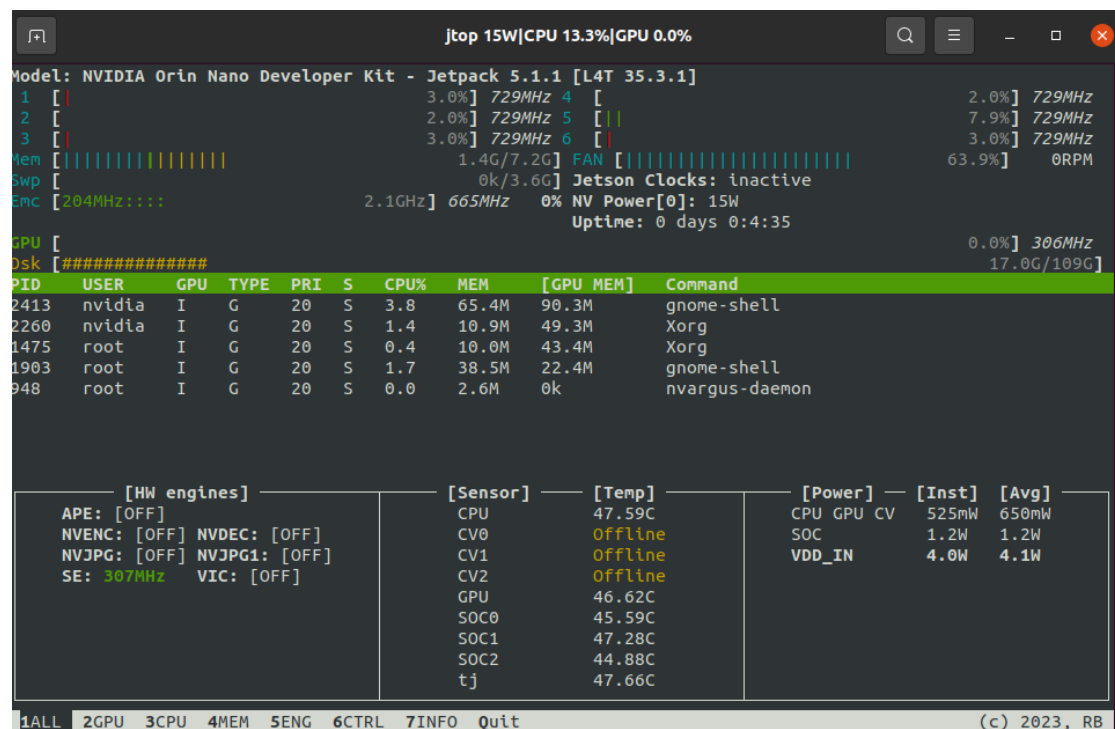 jtop 15W|CPU 13.3%|GPU 0.0%
Model: NVIDIA Orin Nano Developer Kit - Jetpack 5.1.1 [L4T 35.3.1]
1 [| 3.0%] 729MHz 4 [ 2.0%] 729MHz
2 [ 2.0%] 729MHz 5 [|| 7.9%] 729MHz
3 [| 3.0%] 729MHz 6 [| 3.0%] 729MHz
Mem [|||||||||||||||| 1.4G/7.2G] FAN [|||||||||||||||||||||| 63.9%] 0RPM
Swp [ 0k/3.6G] Jetson Clocks: inactive
Emc [204MHz:::: 2.1GHz] 665MHz 0% NV Power[0]: 15W
Uptime: 0 days 0:4:35
GPU [ 0.0%] 306MHz
Dsk [############## 17.0G/109G]
PID USER GPU TYPE PRI S CPU% MEM [GPU MEM] Command
2413 nvidia I G 20 S 3.8 65.4M 90.3M gnome-shell
2260 nvidia I G 20 S 1.4 10.9M 49.3M Xorg
1475 root I G 20 S 0.4 10.0M 43.4M Xorg
1903 root I G 20 S 1.7 38.5M 22.4M gnome-shell
948 root I G 20 S 0.0 2.6M 0k nvargus-daemon
[HW engines] [Sensor] [Temp] [Power] [Inst] [Avg]
APE: [OFF] CPU 47.59C CPU GPU CV 525mW 650mW
NVENC: [OFF] NVDEC: [OFF] CV0 Offline SOC 1.2W 1.2W
NVJPG: [OFF] NVJPG1: [OFF] CV1 Offline VDD_IN 4.0W 4.1W
SE: 307MHz VIC: [OFF] CV2 Offline
GPU 46.62C
SOC0 45.59C
SOC1 47.28C
SOC2 44.88C
tj 47.66C
1ALL 2GPU 3CPU 4MEM 5ENG 6CTRL 7INFO Quit (c) 2023, RB